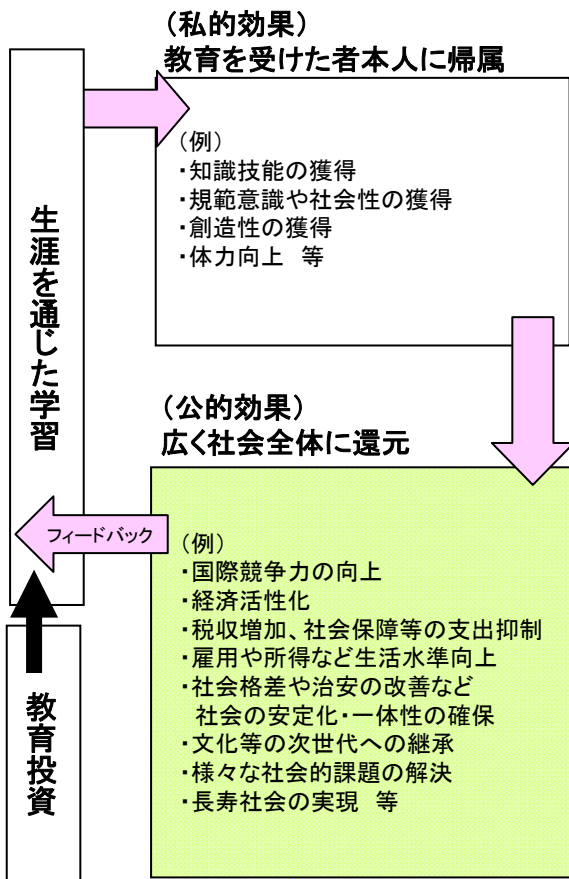 （私的効果）
教育を受けた者本人に帰属
（例）
・知識技能の獲得
・規範意識や社会性の獲得
・創造性の獲得
・体力向上　等
生涯を通じた学習
（公的効果）
広く社会全体に還元
フィードバック
（例）
・国際競争力の向上
・経済活性化
・税収増加、社会保障等の支出抑制
・雇用や所得など生活水準向上
・社会格差や治安の改善など
社会の安定化・一体性の確保
・文化等の次世代への継承
・様々な社会的課題の解決
・長寿社会の実現　等
教育投資